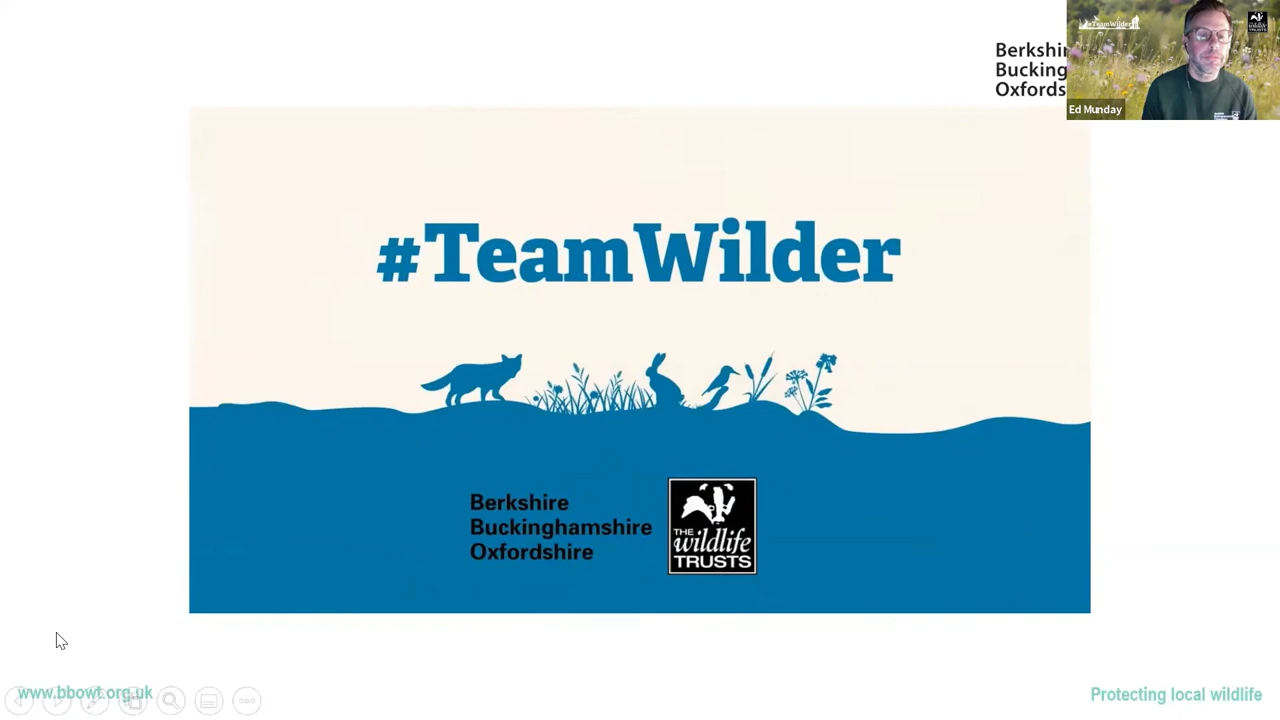 #TeamWilder
Berkshir
Bucking
Oxfords
Ed Munday
#TeamWilder
Berkshire
Buckinghamshire
Oxfordshire
THE
wildlife
TRUSTS
www.bbowt.org.uk
Protecting local wildlife